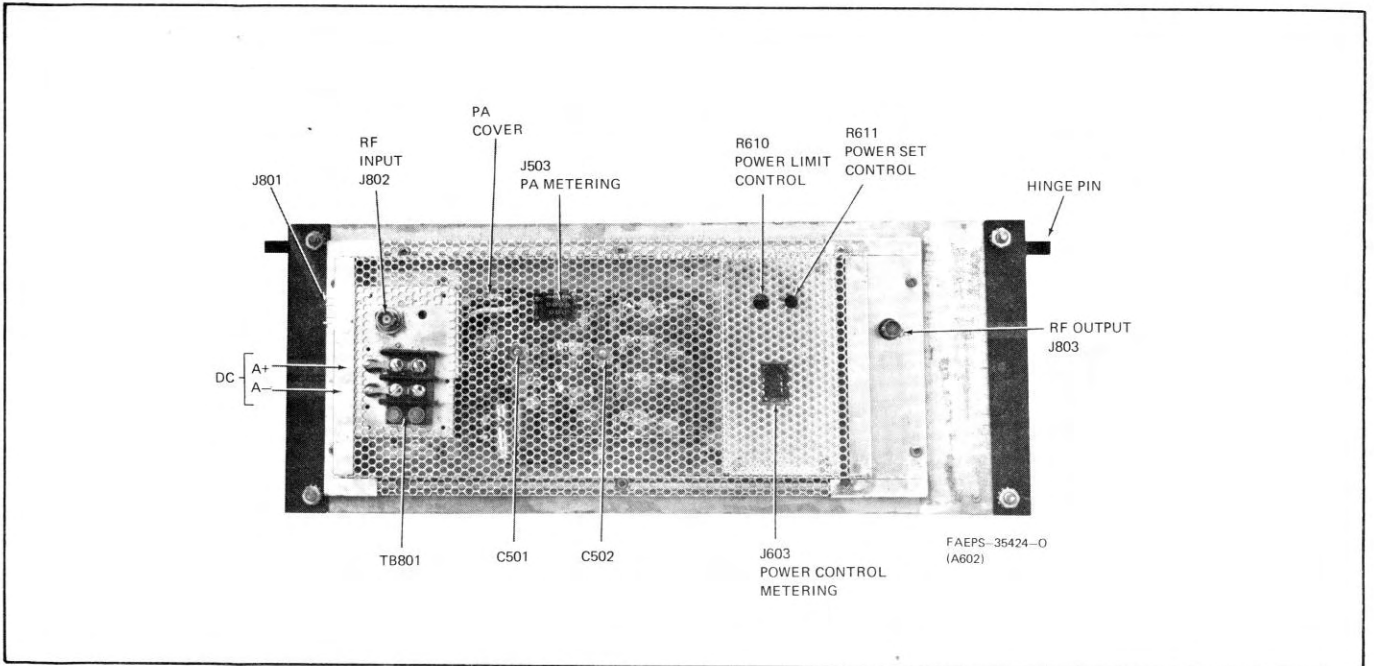 PA
COVER
RF
INPUT
J802
J503
PA METERING
R610
POWER LIMIT
CONTROL
R611
POWER SET
CONTROL
J801
HINGE PIN
RF OUTPUT
J803
DC
A+
A−
TB801
C501
C502
J603
POWER CONTROL
METERING
FAEPS–35424–O
(A602)